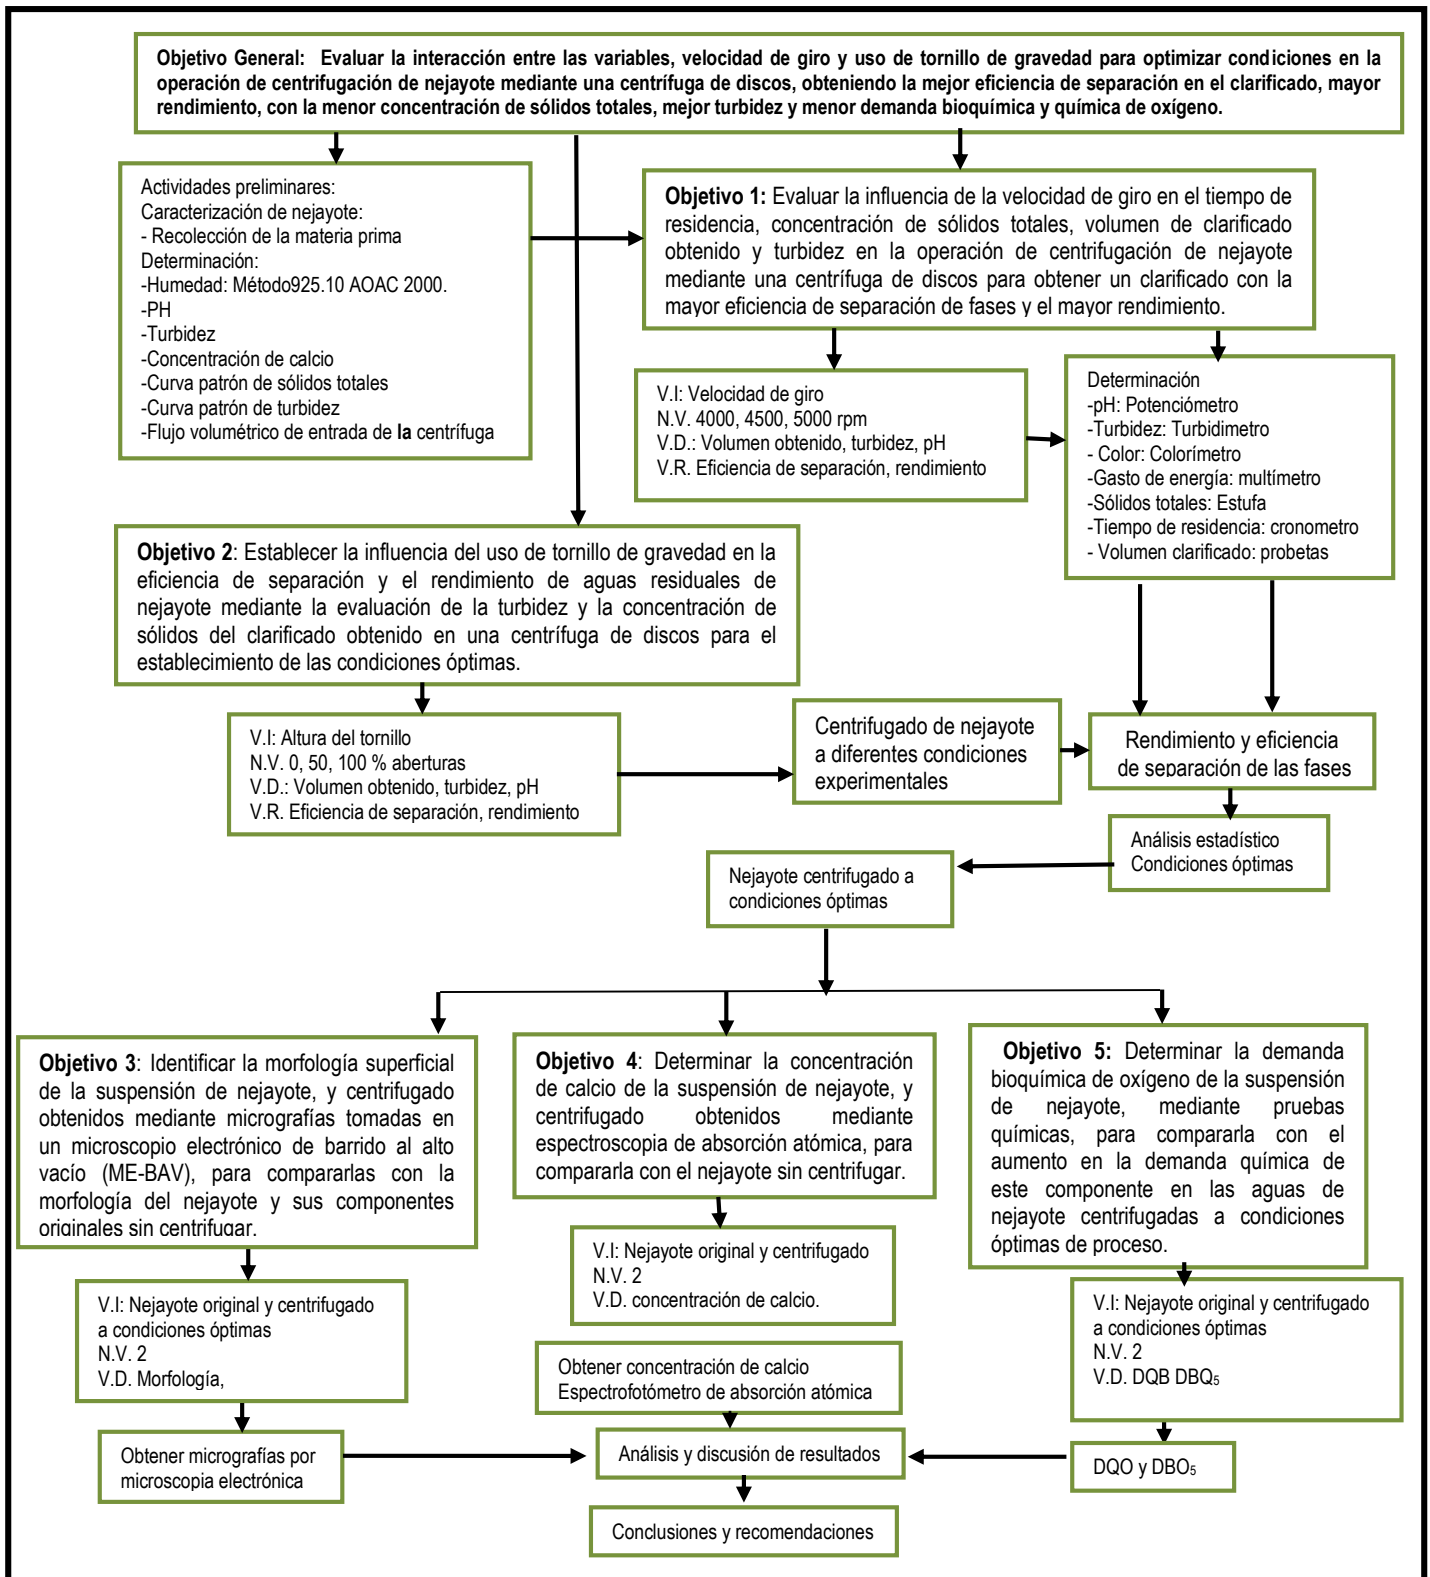 Objetivo General: Evaluar la interacción entre las variables, velocidad de giro y uso de tornillo de gravedad para optimizar condiciones en la
operación de centrifugación de nejayote mediante una centrífuga de discos, obteniendo la mejor eficiencia de separación en el clarificado, mayor
rendimiento, con la menor concentración de sólidos totales, mejor turbidez y menor demanda bioquímica y química de oxígeno.
Actividades preliminares:
Caracterización de nejayote:
- Recolección de la materia prima
Determinación:
-Humedad: Método925.10 AOAC 2000.
-PH
-Turbidez
-Concentración de calcio
-Curva patrón de sólidos totales
-Curva patrón de turbidez
-Flujo volumétrico de entrada de la centrífuga
Objetivo 1: Evaluar la influencia de la velocidad de giro en el tiempo de
residencia, concentración de sólidos totales, volumen de clarificado
obtenido y turbidez en la operación de centrifugación de nejayote
mediante una centrífuga de discos para obtener un clarificado con la
mayor eficiencia de separación de fases y el mayor rendimiento.
V.I: Velocidad de giro
N.V. 4000, 4500, 5000 rpm
V.D.: Volumen obtenido, turbidez, pH
V.R. Eficiencia de separación, rendimiento
Determinación
-pH: Potenciómetro
-Turbidez: Turbidimetro
- Color: Colorímetro
-Gasto de energía: multímetro
-Sólidos totales: Estufa
-Tiempo de residencia: cronometro
- Volumen clarificado: probetas
Objetivo 2: Establecer la influencia del uso de tornillo de gravedad en la
eficiencia de separación y el rendimiento de aguas residuales de
nejayote mediante la evaluación de la turbidez y la concentración de
sólidos del clarificado obtenido en una centrífuga de discos para el
establecimiento de las condiciones óptimas.
V.I: Altura del tornillo
N.V. 0, 50, 100 % aberturas
V.D.: Volumen obtenido, turbidez, pH
V.R. Eficiencia de separación, rendimiento
Centrifugado de nejayote
a diferentes condiciones
experimentales
Rendimiento y eficiencia
de separación de las fases
Análisis estadístico
Condiciones óptimas
Nejayote centrifugado a
condiciones óptimas
Objetivo 3: Identificar la morfología superficial
de la suspensión de nejayote, y centrifugado
obtenidos mediante micrografías tomadas en
un microscopio electrónico de barrido al alto
vacío (ME-BAV), para compararlas con la
morfología del nejayote y sus componentes
originales sin centrifugar.
V.I: Nejayote original y centrifugado
a condiciones óptimas
N.V. 2
V.D. Morfología,
Obtener micrografías por
microscopia electrónica
Objetivo 4: Determinar la concentración
de calcio de la suspensión de nejayote, y
centrifugado obtenidos mediante
espectroscopia de absorción atómica, para
compararla con el nejayote sin centrifugar.
V.I: Nejayote original y centrifugado
N.V. 2
V.D. concentración de calcio.
Obtener concentración de calcio
Espectrofotómetro de absorción atómica
Objetivo 5: Determinar la demanda
bioquímica de oxígeno de la suspensión
de nejayote, mediante pruebas
químicas, para compararla con el
aumento en la demanda química de
este componente en las aguas de
nejayote centrifugadas a condiciones
óptimas de proceso.
V.I: Nejayote original y centrifugado
a condiciones óptimas
N.V. 2
V.D. DQB DBQ₅
DQO y DBO₅
Análisis y discusión de resultados
Conclusiones y recomendaciones